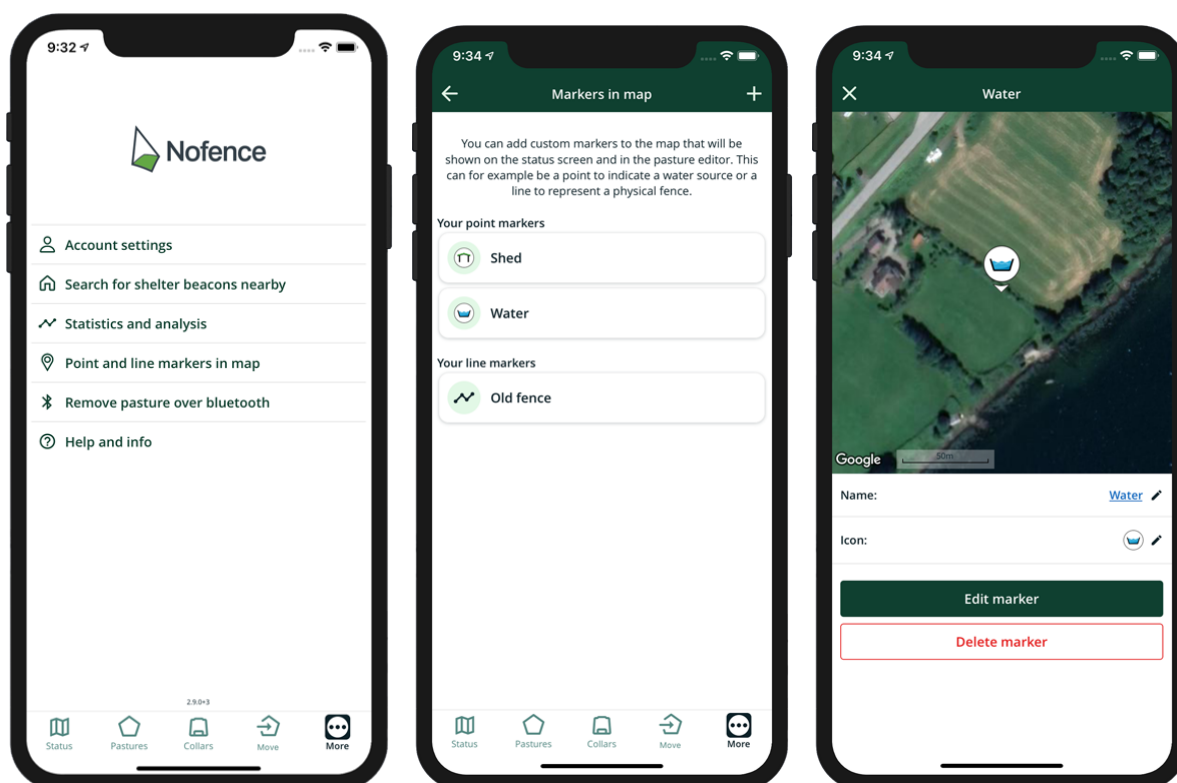 9:32
Nofence
Account settings
Search for shelter beacons nearby
Statistics and analysis
Point and line markers in map
Remove pasture over bluetooth
Help and info
2.9.0+3
Status
Pastures
Collars
Move
More
9:34
Markers in map
You can add custom markers to the map that will be
shown on the status screen and in the pasture editor. This
can for example be a point to indicate a water source or a
line to represent a physical fence.
Your point markers
Shed
Water
Your line markers
Old fence
Status
Pastures
Collars
Move
More
9:34
Water
Google
50m
Name: Water
Icon:
Edit marker
Delete marker